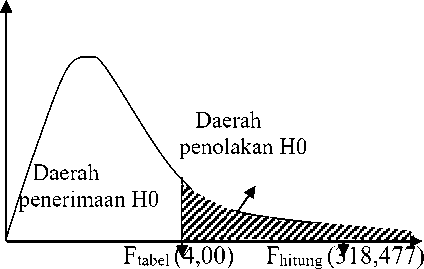 Daerah
penolakan H0
Daerah
penerimaan H0
Ftabel (4,00)
Fhitung (318,477)